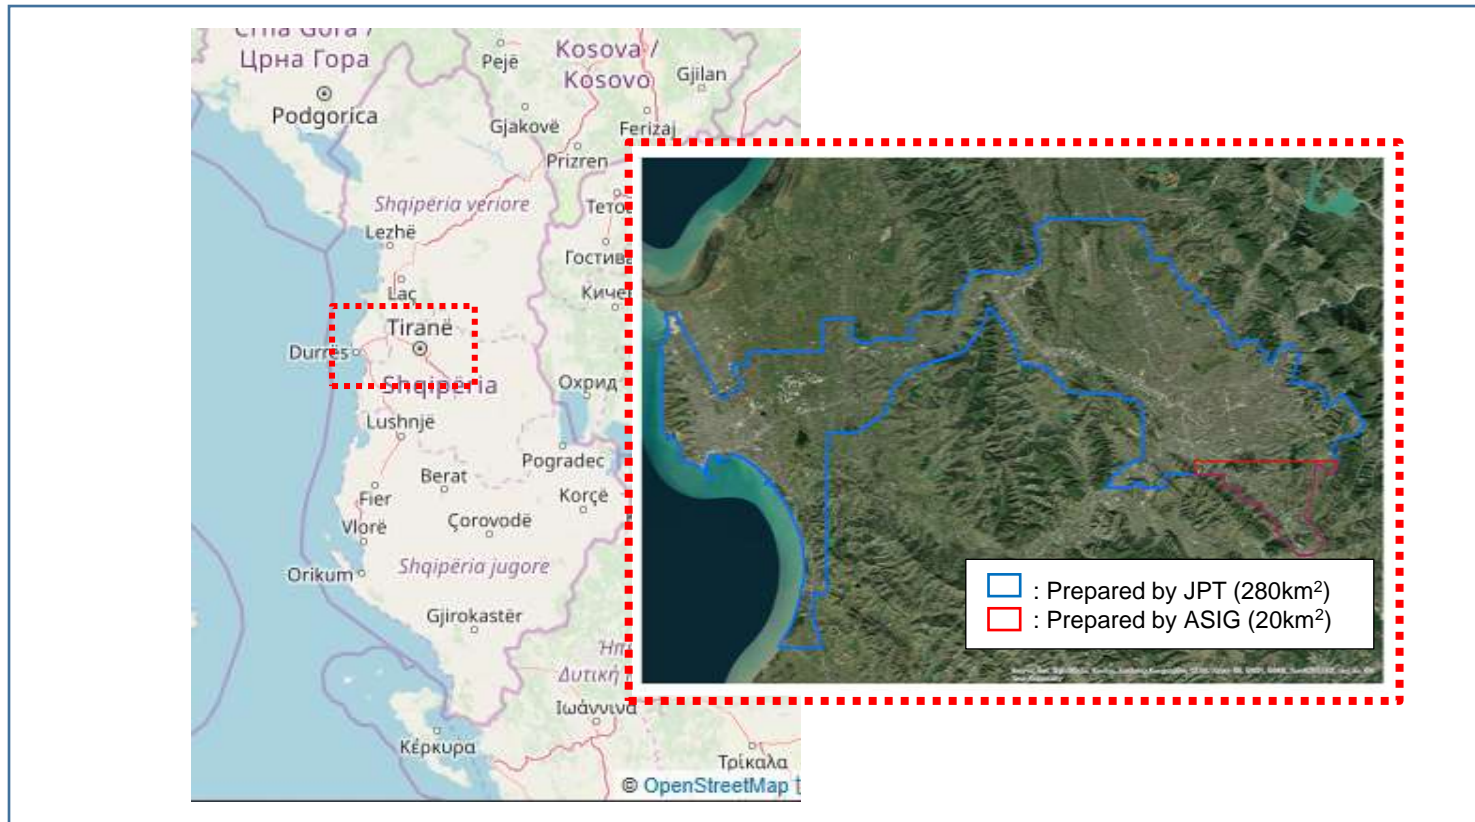 Crna Gora /
Црна Гора
Podgorica
Pejë
Kosova /
Kosovo
Gjilan
Gjakovë
Ferizaj
Prizren
Shqipëria veriore
Lezhë
Laç
Tiranë
Durrës
Shqipëria
Охрид
Lushnjë
Pogradec
Berat
Korçë
Fier
Çorovodë
Vlorë
Orikum
Shqipëria jugore
Gjirokastër
Ιωάννινα
Κέρκυρα
Τρίκαλα
© OpenStreetMap
: Prepared by JPT (280km²)
: Prepared by ASIG (20km²)